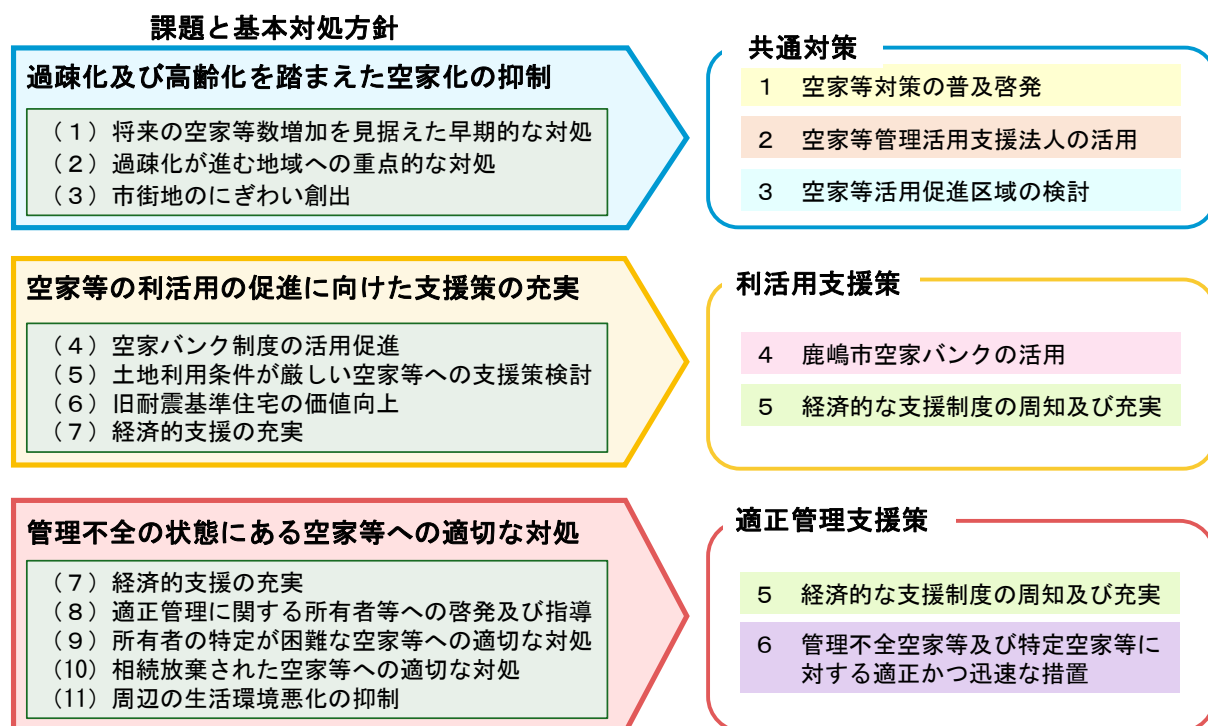 課題と基本対処方針
過疎化及び高齢化を踏まえた空家化の抑制
（１）将来の空家等数増加を見据えた早期的な対処
（２）過疎化が進む地域への重点的な対処
（３）市街地のにぎわい創出
共通対策
１　空家等対策の普及啓発
２　空家等管理活用支援法人の活用
３　空家等活用促進区域の検討
空家等の利活用の促進に向けた支援策の充実
（４）空家バンク制度の活用促進
（５）土地利用条件が厳しい空家等への支援策検討
（６）旧耐震基準住宅の価値向上
（７）経済的支援の充実
利活用支援策
４　鹿嶋市空家バンクの活用
５　経済的な支援制度の周知及び充実
管理不全の状態にある空家等への適切な対処
（７）経済的支援の充実
（８）適正管理に関する所有者等への啓発及び指導
（９）所有者の特定が困難な空家等への適切な対処
（10）相続放棄された空家等への適切な対処
（11）周辺の生活環境悪化の抑制
適正管理支援策
５　経済的な支援制度の周知及び充実
６　管理不全空家等及び特定空家等に
対する適正かつ迅速な措置